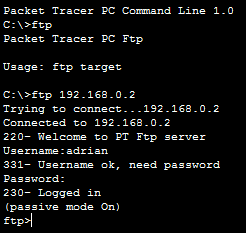 Packet Tracer PC Command Line 1.0
C:\>ftp
Packet Tracer PC Ftp
Usage: ftp target
C:\>ftp 192.168.0.2
Trying to connect...192.168.0.2
Connected to 192.168.0.2
220- Welcome to PT Ftp server
Username:adrian
331- Username ok, need password
Password:
230- Logged in
(passive mode On)
ftp>